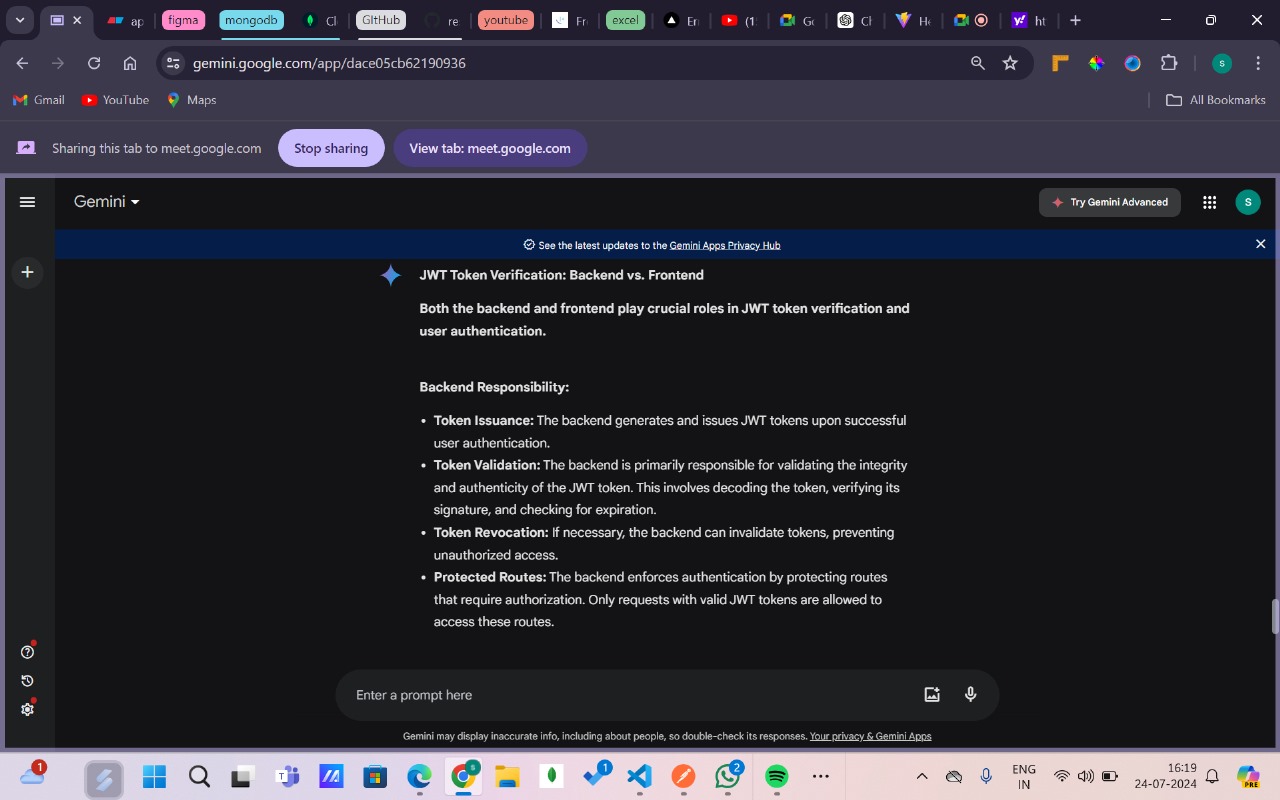 ap
figma
mongodb
Cl
GItHub
re
youtube
Fr
excel
En
(1
Go
Cl
He
ht
gemini.google.com/app/dace05cb62190936
S
Gmail
YouTube
Maps
All Bookmarks
Sharing this tab to meet.google.com
Stop sharing
View tab: meet.google.com
Gemini
Try Gemini Advanced
S
See the latest updates to the Gemini Apps Privacy Hub
JWT Token Verification: Backend vs. Frontend
Both the backend and frontend play crucial roles in JWT token verification and
user authentication.
Backend Responsibility:
• Token Issuance: The backend generates and issues JWT tokens upon successful
user authentication.
• Token Validation: The backend is primarily responsible for validating the integrity
and authenticity of the JWT token. This involves decoding the token, verifying its
signature, and checking for expiration.
• Token Revocation: If necessary, the backend can invalidate tokens, preventing
unauthorized access.
• Protected Routes: The backend enforces authentication by protecting routes
that require authorization. Only requests with valid JWT tokens are allowed to
access these routes.
Enter a prompt here
Gemini may display inaccurate info, including about people, so double-check its responses. Your privacy & Gemini Apps
1
1
2
ENG
IN
16:19
24-07-2024
PRE